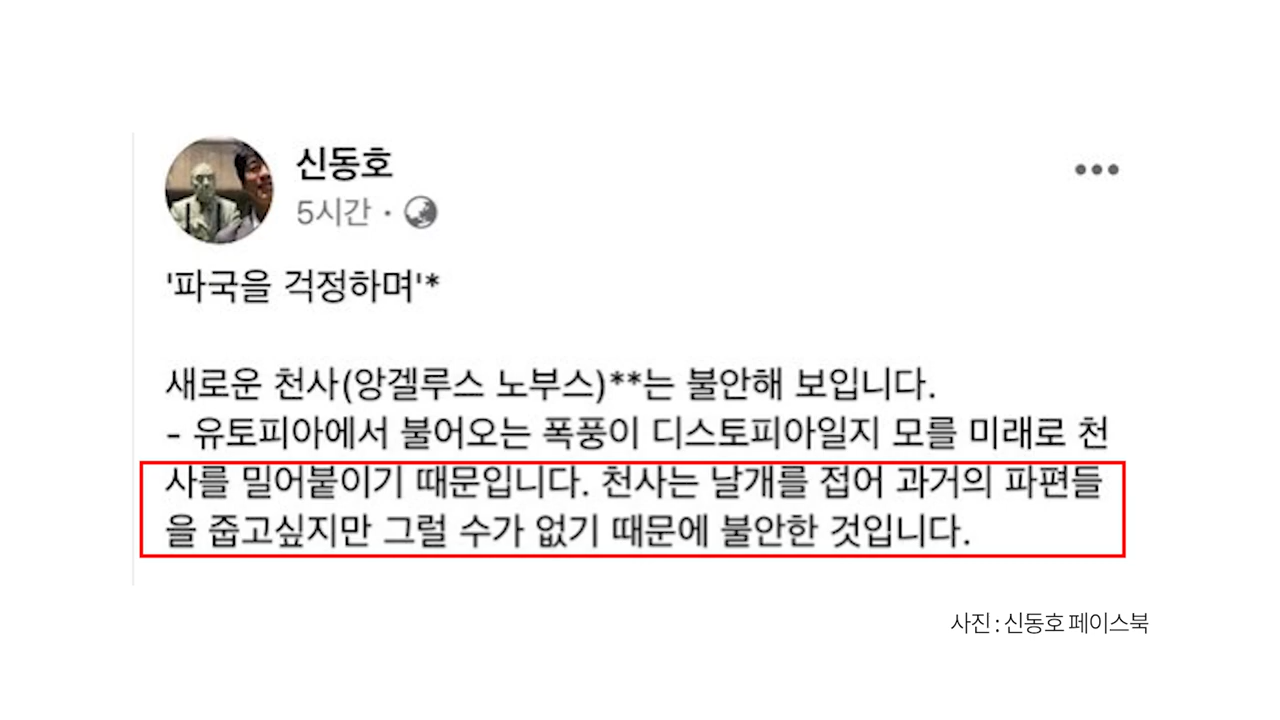 신동호
5시간 ·
'파국을 걱정하며'*
새로운 천사(앙겔루스 노부스)**는 불안해 보입니다.
- 유토피아에서 불어오는 폭풍이 디스토피아일지 모를 미래로 천
사를 밀어붙이기 때문입니다. 천사는 날개를 접어 과거의 파편들
을 줍고싶지만 그럴 수가 없기 때문에 불안한 것입니다.
사진 : 신동호 페이스북